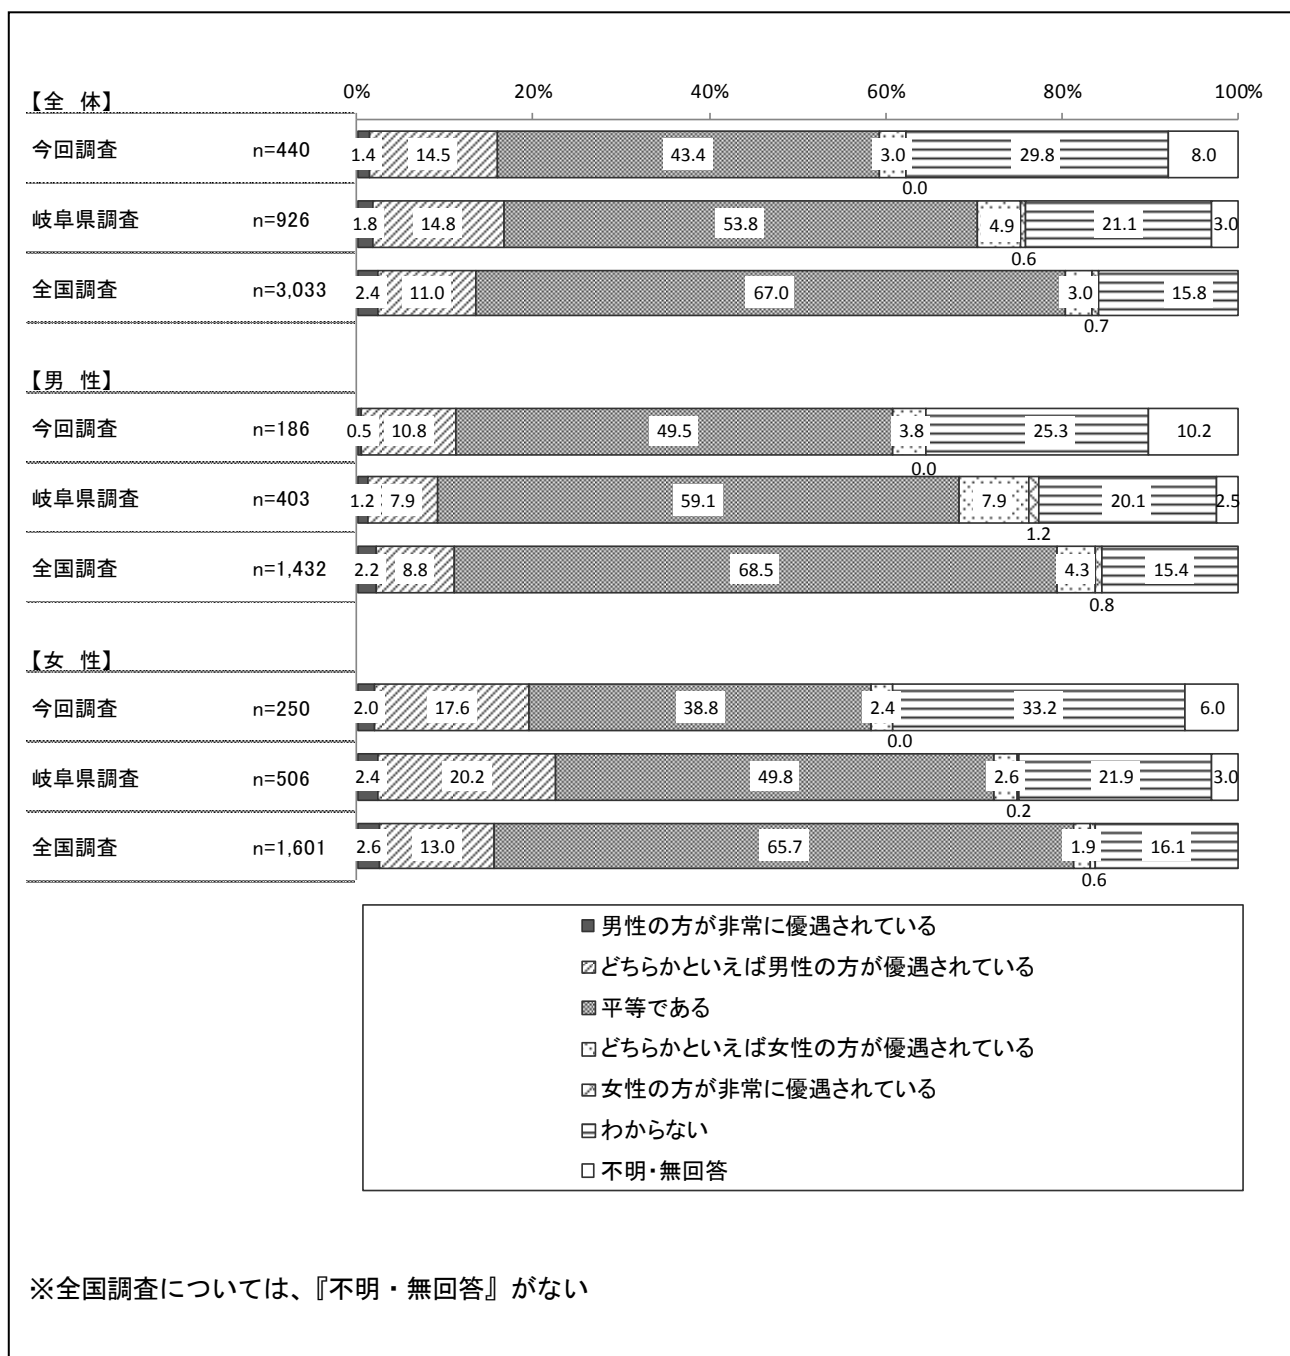 0% 20% 40% 60% 80% 100%
【全 体】
今回調査 n=440 1.4 14.5 43.4 3.0 29.8 8.0
0.0
岐阜県調査 n=926 1.8 14.8 53.8 4.9 21.1 3.0
0.6
全国調査 n=3,033 2.4 11.0 67.0 3.0 15.8
0.7
【男 性】
今回調査 n=186 0.5 10.8 49.5 3.8 25.3 10.2
0.0
岐阜県調査 n=403 1.2 7.9 59.1 7.9 20.1 2.5
1.2
全国調査 n=1,432 2.2 8.8 68.5 4.3 15.4
0.8
【女 性】
今回調査 n=250 2.0 17.6 38.8 2.4 33.2 6.0
0.0
岐阜県調査 n=506 2.4 20.2 49.8 2.6 21.9 3.0
0.2
全国調査 n=1,601 2.6 13.0 65.7 1.9 16.1
0.6
男性の方が非常に優遇されている
どちらかといえば男性の方が優遇されている
平等である
どちらかといえば女性の方が優遇されている
女性の方が非常に優遇されている
わからない
不明・無回答
※全国調査については、『不明・無回答』がない